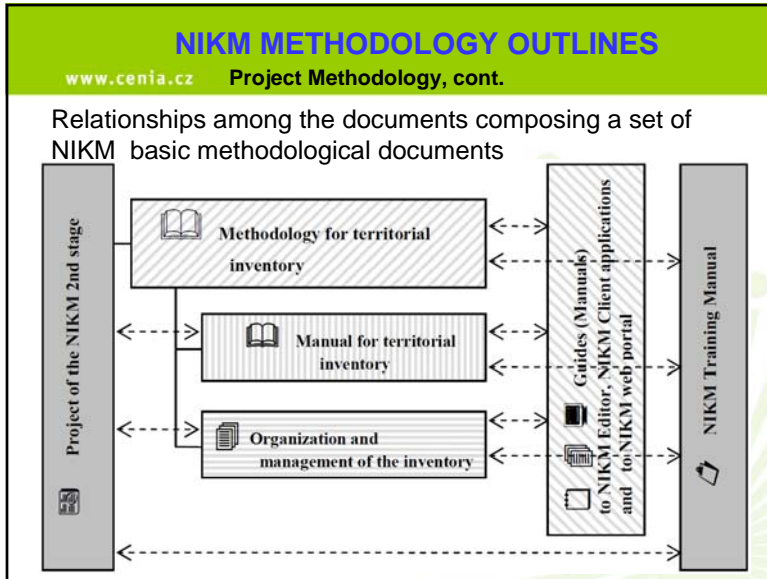 NIKM METHODOLOGY OUTLINES
www.cenia.cz Project Methodology, cont.
Relationships among the documents composing a set of
NIKM basic methodological documents
Project of the NIKM 2nd stage
Methodology for territorial
inventory
Manual for territorial
inventory
Organization and
management of the inventory
Guides (Manuals)
to NIKM Editor, NIKM Client applications
and to NIKM web portal
NIKM Training Manual